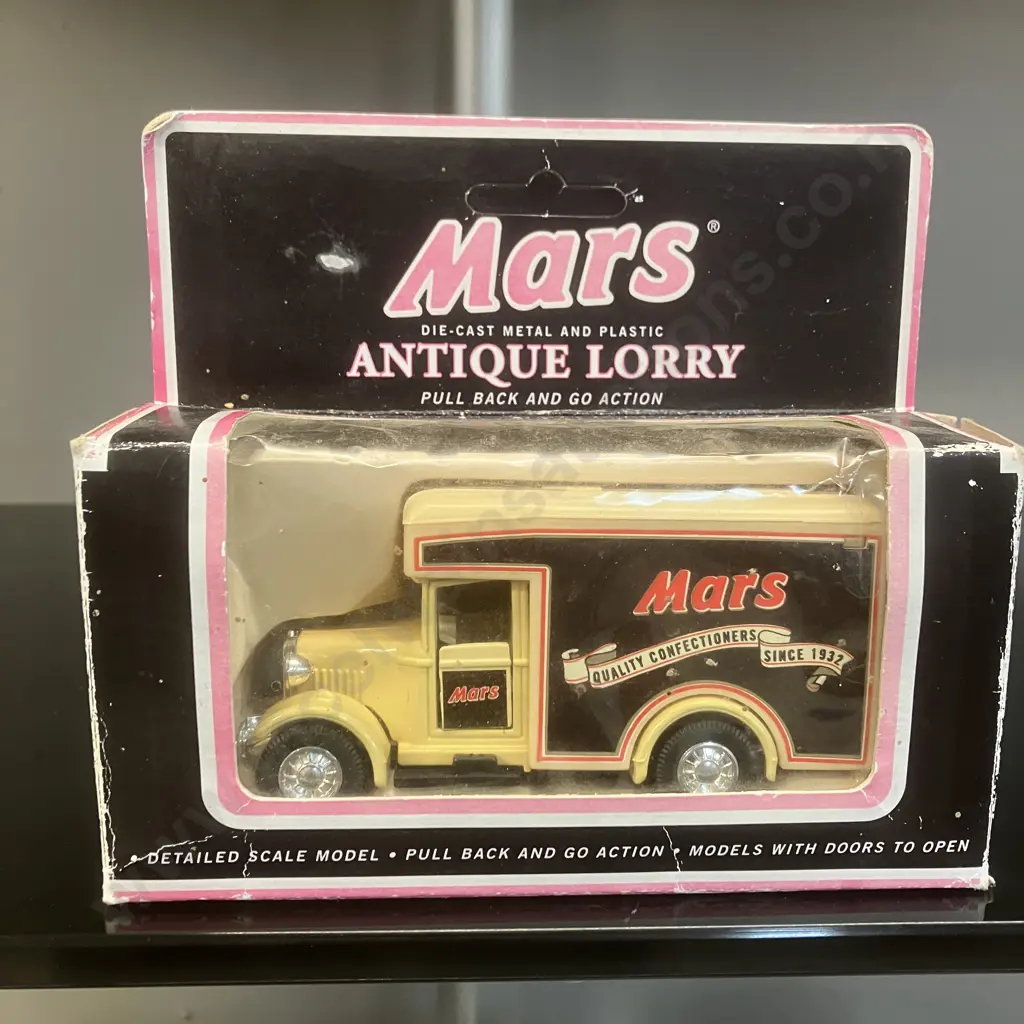 Mars®
DIE-CAST METAL AND PLASTIC
ANTIQUE LORRY
PULL BACK AND GO ACTION
Mars
QUALITY CONFECTIONERS SINCE 1932
Mars
• DETAILED SCALE MODEL • PULL BACK AND GO ACTION • MODELS WITH DOORS TO OPEN